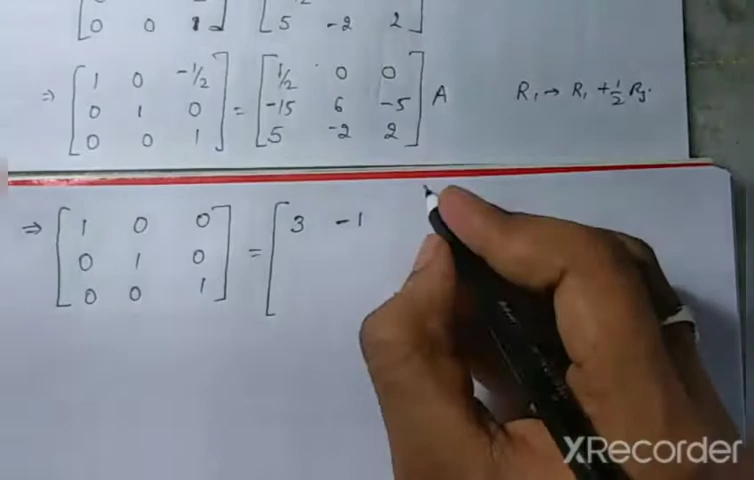 0 0 1 5 -2 2
⇒ [1 0 -1/2 = [1/2 0 0
0 1 0 -15 6 -5
0 0 1] 5 -2 2] A R₁→ R₁ + 1/2 R₃.
⇒ [1 0 0 = [3 -1
0 1 0
0 0 1]
XRecorder